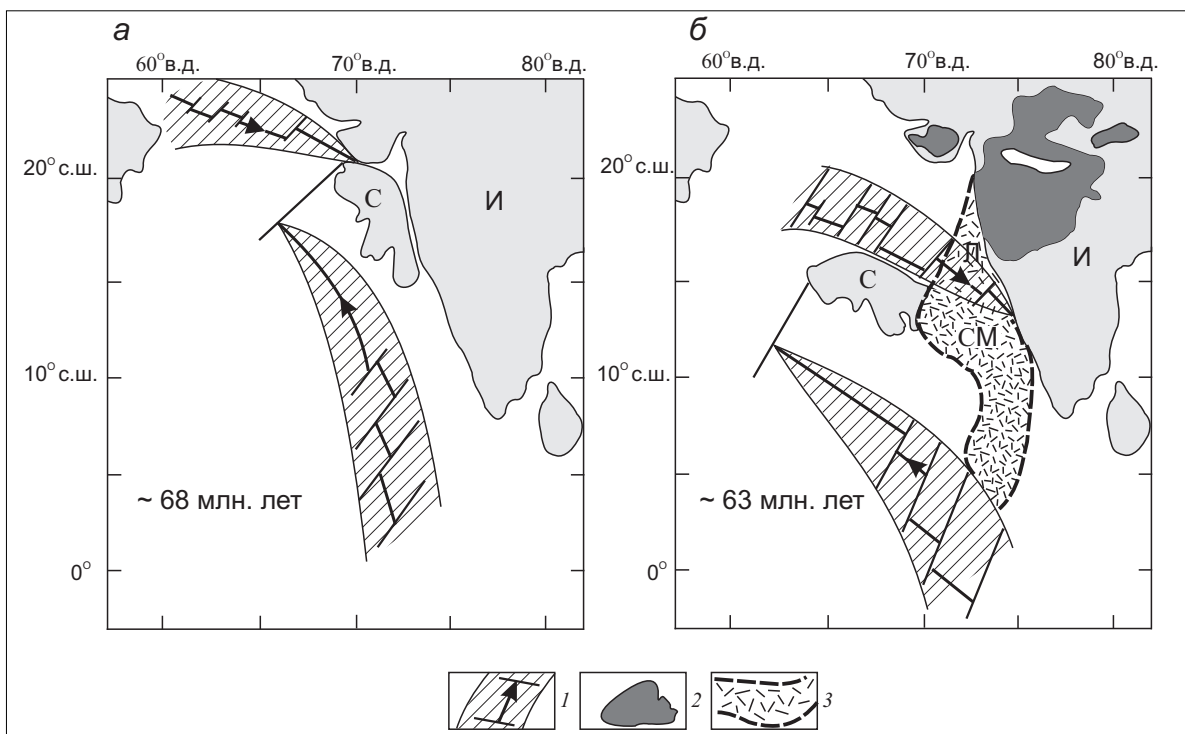 а
60°в.д.
70°в.д.
80°в.д.
20° с.ш.
10° с.ш.
0°
С
И
~ 68 млн. лет
б
60°в.д.
70°в.д.
80°в.д.
20° с.ш.
10° с.ш.
0°
П
И
С
СМ
~ 63 млн. лет
1
2
3